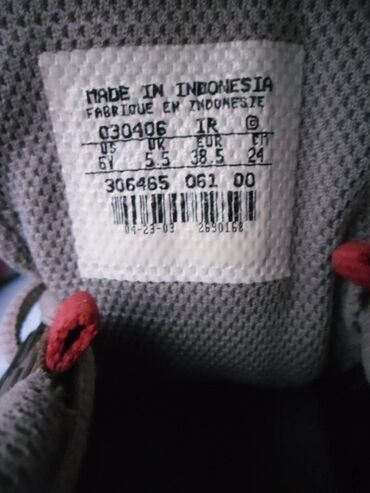 MADE IN INDONESIA
FABRIQUE EN INDONESIE
030406 IR ©
US UK EUR CM
6Y 5.5 38.5 24
306465 061 00
04-23-03 2690168